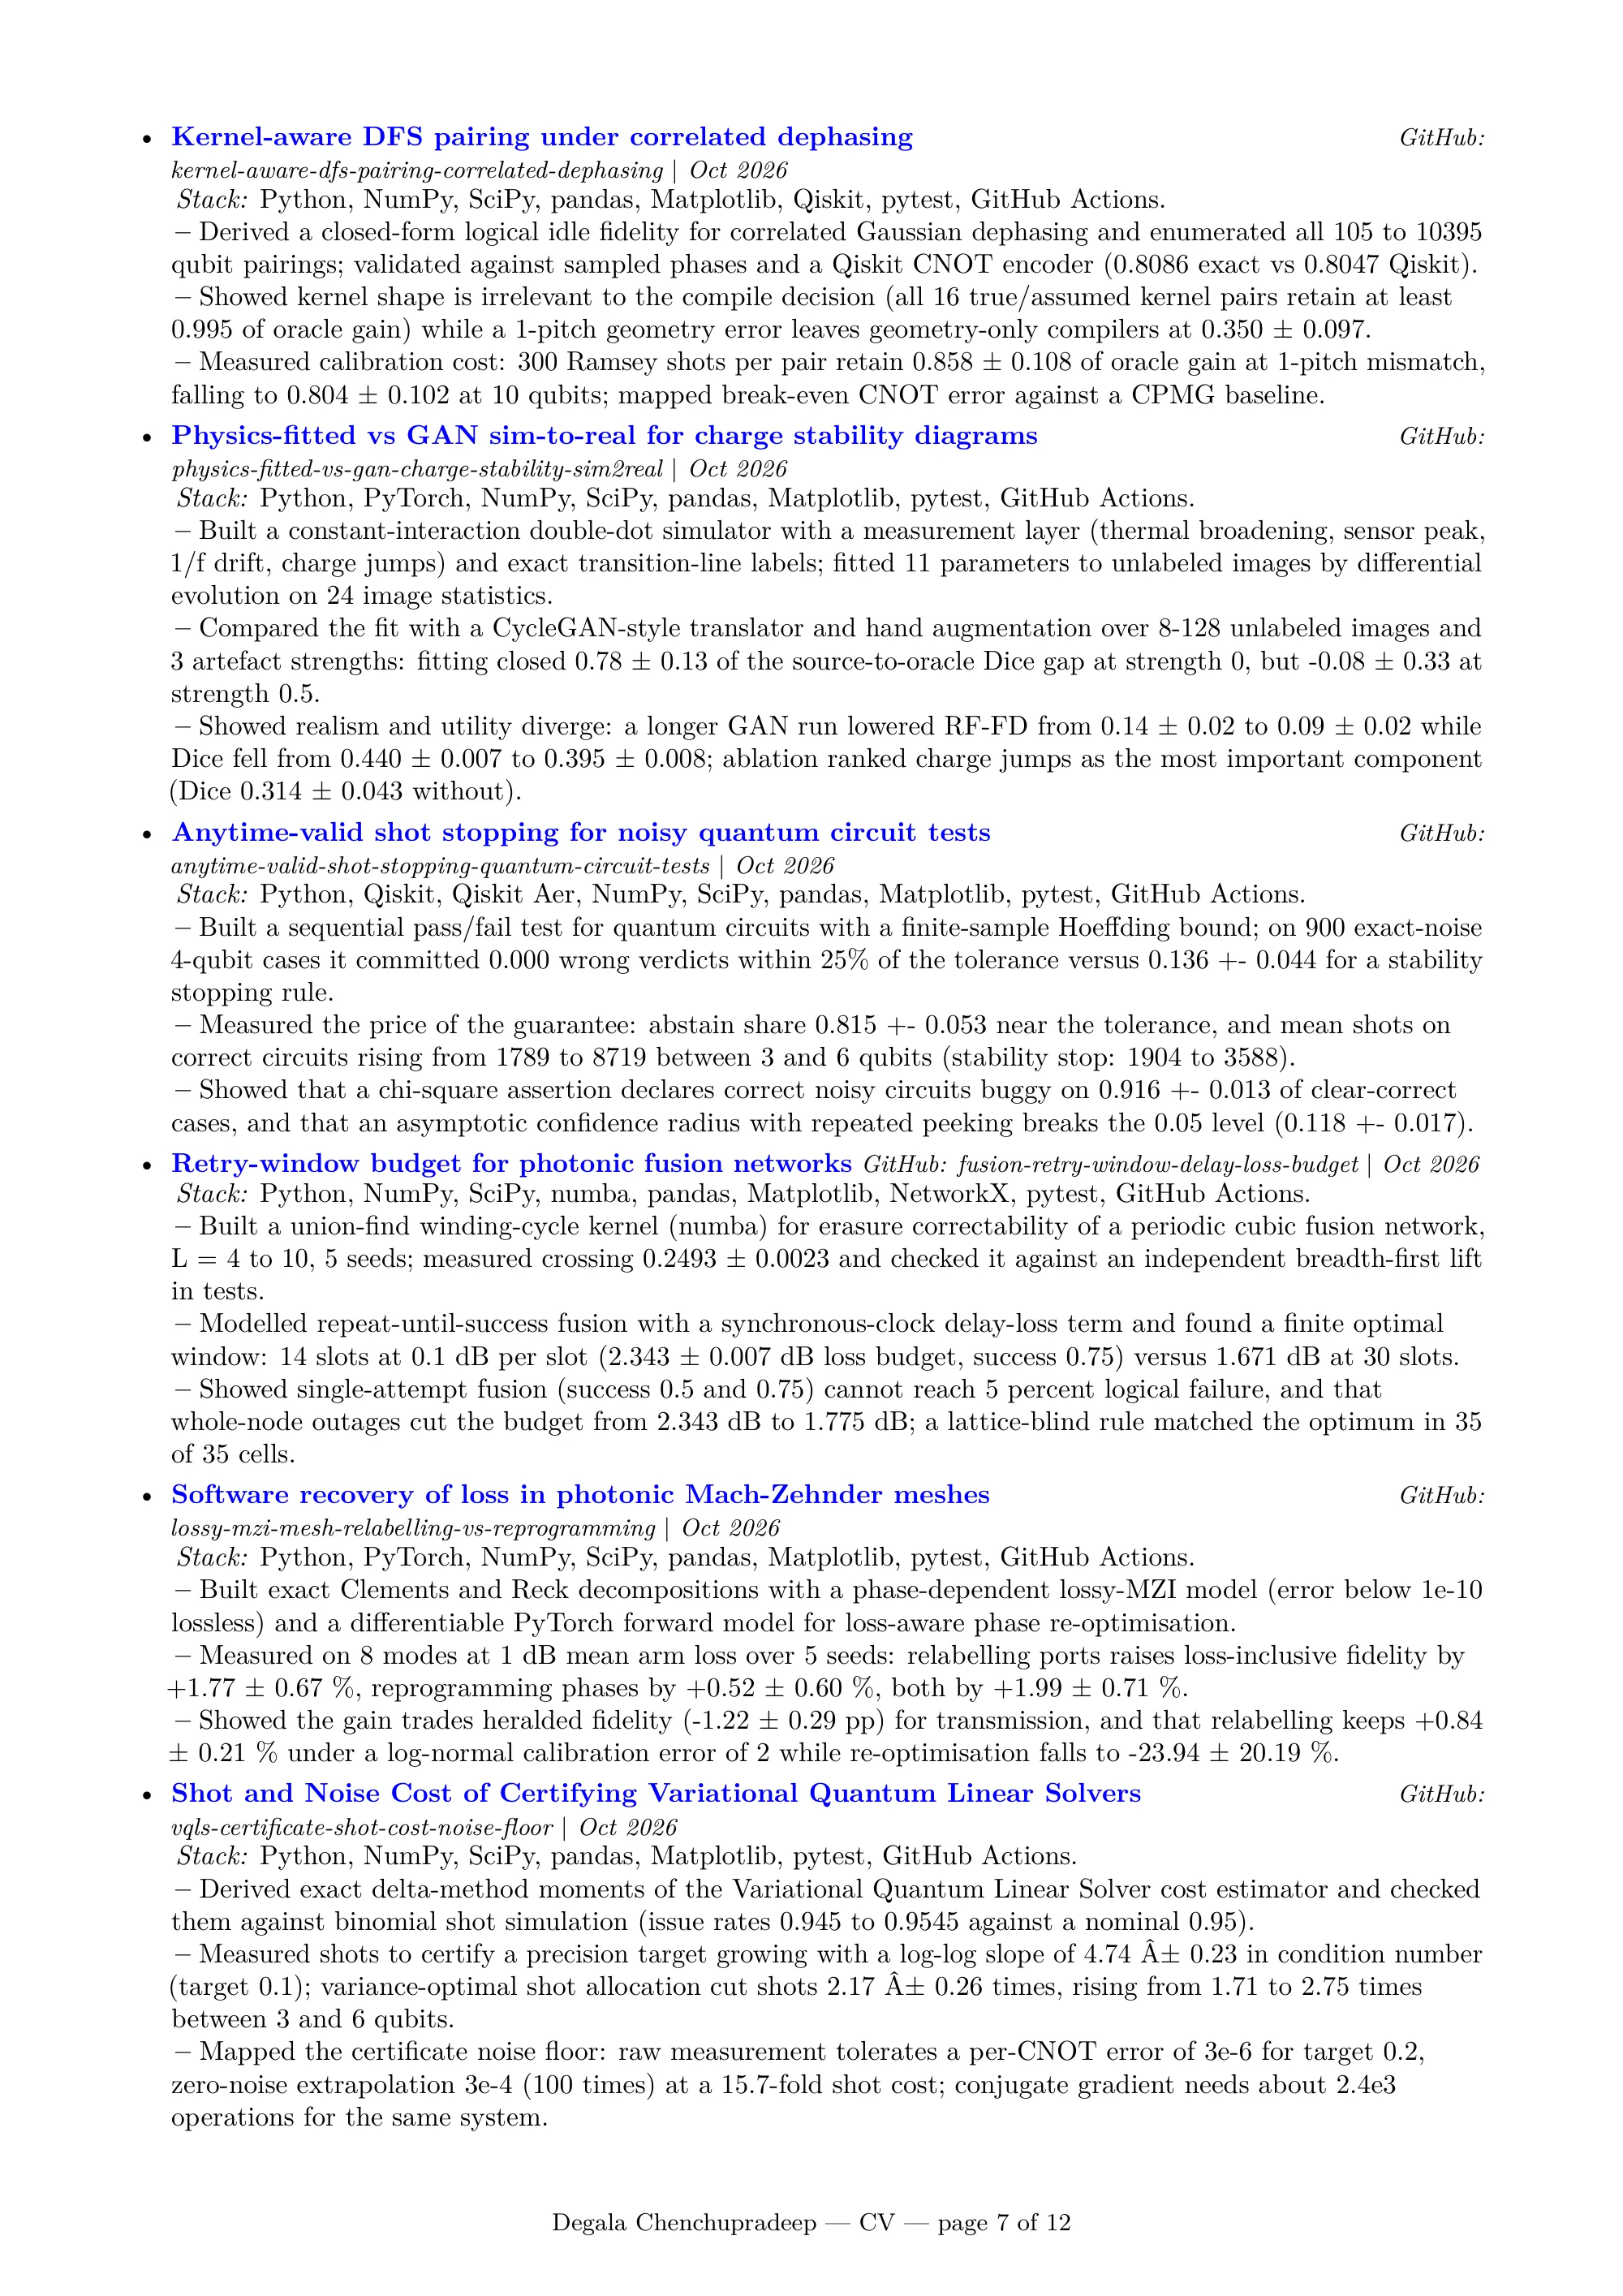 • Kernel-aware DFS pairing under correlated dephasing GitHub:
kernel-aware-dfs-pairing-correlated-dephasing | Oct 2026
Stack: Python, NumPy, SciPy, pandas, Matplotlib, Qiskit, pytest, GitHub Actions.
– Derived a closed-form logical idle fidelity for correlated Gaussian dephasing and enumerated all 105 to 10395
qubit pairings; validated against sampled phases and a Qiskit CNOT encoder (0.8086 exact vs 0.8047 Qiskit).
– Showed kernel shape is irrelevant to the compile decision (all 16 true/assumed kernel pairs retain at least
0.995 of oracle gain) while a 1-pitch geometry error leaves geometry-only compilers at 0.350 ± 0.097.
– Measured calibration cost: 300 Ramsey shots per pair retain 0.858 ± 0.108 of oracle gain at 1-pitch mismatch,
falling to 0.804 ± 0.102 at 10 qubits; mapped break-even CNOT error against a CPMG baseline.
• Physics-fitted vs GAN sim-to-real for charge stability diagrams GitHub:
physics-fitted-vs-gan-charge-stability-sim2real | Oct 2026
Stack: Python, PyTorch, NumPy, SciPy, pandas, Matplotlib, pytest, GitHub Actions.
– Built a constant-interaction double-dot simulator with a measurement layer (thermal broadening, sensor peak,
1/f drift, charge jumps) and exact transition-line labels; fitted 11 parameters to unlabeled images by differential
evolution on 24 image statistics.
– Compared the fit with a CycleGAN-style translator and hand augmentation over 8-128 unlabeled images and
3 artefact strengths: fitting closed 0.78 ± 0.13 of the source-to-oracle Dice gap at strength 0, but -0.08 ± 0.33 at
strength 0.5.
– Showed realism and utility diverge: a longer GAN run lowered RF-FD from 0.14 ± 0.02 to 0.09 ± 0.02 while
Dice fell from 0.440 ± 0.007 to 0.395 ± 0.008; ablation ranked charge jumps as the most important component
(Dice 0.314 ± 0.043 without).
• Anytime-valid shot stopping for noisy quantum circuit tests GitHub:
anytime-valid-shot-stopping-quantum-circuit-tests | Oct 2026
Stack: Python, Qiskit, Qiskit Aer, NumPy, SciPy, pandas, Matplotlib, pytest, GitHub Actions.
– Built a sequential pass/fail test for quantum circuits with a finite-sample Hoeffding bound; on 900 exact-noise
4-qubit cases it committed 0.000 wrong verdicts within 25% of the tolerance versus 0.136 +- 0.044 for a stability
stopping rule.
– Measured the price of the guarantee: abstain share 0.815 +- 0.053 near the tolerance, and mean shots on
correct circuits rising from 1789 to 8719 between 3 and 6 qubits (stability stop: 1904 to 3588).
– Showed that a chi-square assertion declares correct noisy circuits buggy on 0.916 +- 0.013 of clear-correct
cases, and that an asymptotic confidence radius with repeated peeking breaks the 0.05 level (0.118 +- 0.017).
• Retry-window budget for photonic fusion networks GitHub: fusion-retry-window-delay-loss-budget | Oct 2026
Stack: Python, NumPy, SciPy, numba, pandas, Matplotlib, NetworkX, pytest, GitHub Actions.
– Built a union-find winding-cycle kernel (numba) for erasure correctability of a periodic cubic fusion network,
L = 4 to 10, 5 seeds; measured crossing 0.2493 ± 0.0023 and checked it against an independent breadth-first lift
in tests.
– Modelled repeat-until-success fusion with a synchronous-clock delay-loss term and found a finite optimal
window: 14 slots at 0.1 dB per slot (2.343 ± 0.007 dB loss budget, success 0.75) versus 1.671 dB at 30 slots.
– Showed single-attempt fusion (success 0.5 and 0.75) cannot reach 5 percent logical failure, and that
whole-node outages cut the budget from 2.343 dB to 1.775 dB; a lattice-blind rule matched the optimum in 35
of 35 cells.
• Software recovery of loss in photonic Mach-Zehnder meshes GitHub:
lossy-mzi-mesh-relabelling-vs-reprogramming | Oct 2026
Stack: Python, PyTorch, NumPy, SciPy, pandas, Matplotlib, pytest, GitHub Actions.
– Built exact Clements and Reck decompositions with a phase-dependent lossy-MZI model (error below 1e-10
lossless) and a differentiable PyTorch forward model for loss-aware phase re-optimisation.
– Measured on 8 modes at 1 dB mean arm loss over 5 seeds: relabelling ports raises loss-inclusive fidelity by
+1.77 ± 0.67 %, reprogramming phases by +0.52 ± 0.60 %, both by +1.99 ± 0.71 %.
– Showed the gain trades heralded fidelity (-1.22 ± 0.29 pp) for transmission, and that relabelling keeps +0.84
± 0.21 % under a log-normal calibration error of 2 while re-optimisation falls to -23.94 ± 20.19 %.
• Shot and Noise Cost of Certifying Variational Quantum Linear Solvers GitHub:
vqls-certificate-shot-cost-noise-floor | Oct 2026
Stack: Python, NumPy, SciPy, pandas, Matplotlib, pytest, GitHub Actions.
– Derived exact delta-method moments of the Variational Quantum Linear Solver cost estimator and checked
them against binomial shot simulation (issue rates 0.945 to 0.9545 against a nominal 0.95).
– Measured shots to certify a precision target growing with a log-log slope of 4.74 Â± 0.23 in condition number
(target 0.1); variance-optimal shot allocation cut shots 2.17 Â± 0.26 times, rising from 1.71 to 2.75 times
between 3 and 6 qubits.
– Mapped the certificate noise floor: raw measurement tolerates a per-CNOT error of 3e-6 for target 0.2,
zero-noise extrapolation 3e-4 (100 times) at a 15.7-fold shot cost; conjugate gradient needs about 2.4e3
operations for the same system.
Degala Chenchupradeep — CV — page 7 of 12